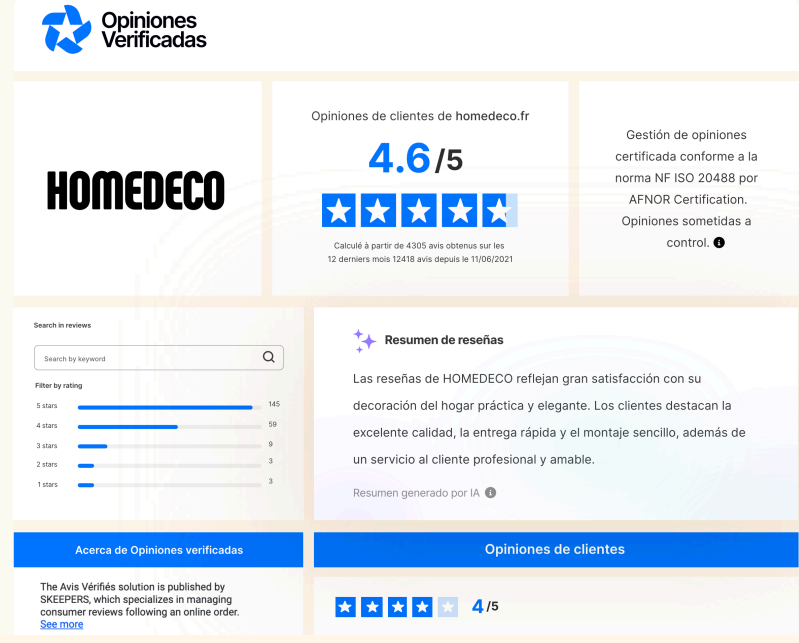 Opiniones
Verificadas
HOMEDECO
Opiniones de clientes de homedeco.fr
4.6/5
Calculé à partir de 4305 avis obtenus sur les
12 derniers mois 12418 avis depuis le 11/06/2021
Gestión de opiniones
certificada conforme a la
norma NF ISO 20488 por
AFNOR Certification.
Opiniones sometidas a
control.
Search in reviews
Search by keyword
Filter by rating
5 stars 145
4 stars 59
3 stars 9
2 stars 3
1 stars 3
Resumen de reseñas
Las reseñas de HOMEDECO reflejan gran satisfacción con su
decoración del hogar práctica y elegante. Los clientes destacan la
excelente calidad, la entrega rápida y el montaje sencillo, además de
un servicio al cliente profesional y amable.
Resumen generado por IA
Acerca de Opiniones verificadas
The Avis Vérifiés solution is published by
SKEEPERS, which specializes in managing
consumer reviews following an online order.
See more
Opiniones de clientes
4/5